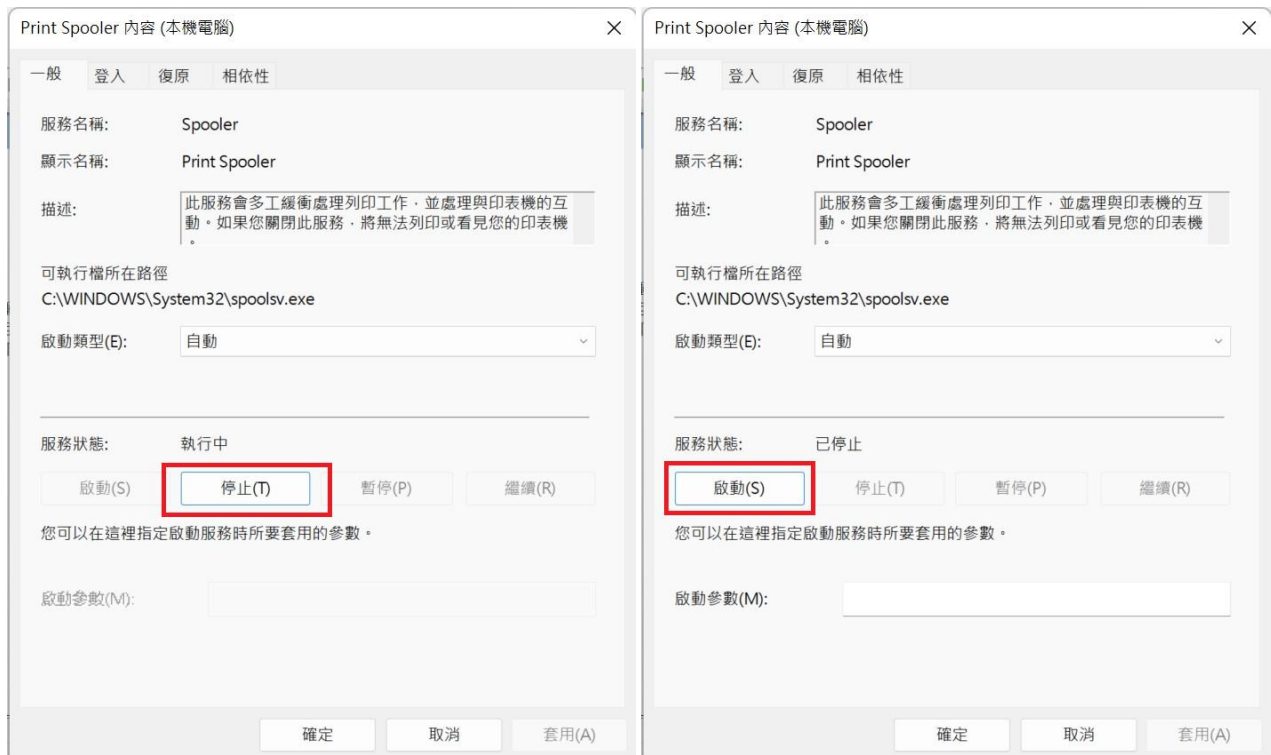 Print Spooler 內容 (本機電腦)
一般 登入 復原 相依性
服務名稱: Spooler
顯示名稱: Print Spooler
描述: 此服務會多工緩衝處理列印工作，並處理與印表機的互
動。如果您關閉此服務，將無法列印或看見您的印表機
。
可執行檔所在路徑
C:\WINDOWS\System32\spoolsv.exe
啟動類型(E): 自動
服務狀態: 執行中
啟動(S) 停止(T) 暫停(P) 繼續(R)
您可以在這裡指定啟動服務時所要套用的參數。
啟動參數(M):
確定 取消 套用(A)
Print Spooler 內容 (本機電腦)
一般 登入 復原 相依性
服務名稱: Spooler
顯示名稱: Print Spooler
描述: 此服務會多工緩衝處理列印工作，並處理與印表機的互
動。如果您關閉此服務，將無法列印或看見您的印表機
。
可執行檔所在路徑
C:\WINDOWS\System32\spoolsv.exe
啟動類型(E): 自動
服務狀態: 已停止
啟動(S) 停止(T) 暫停(P) 繼續(R)
您可以在這裡指定啟動服務時所要套用的參數。
啟動參數(M):
確定 取消 套用(A)